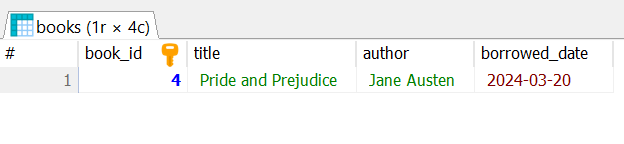 books (1r × 4c)
# book_id title author borrowed_date
1 4 Pride and Prejudice Jane Austen 2024-03-20